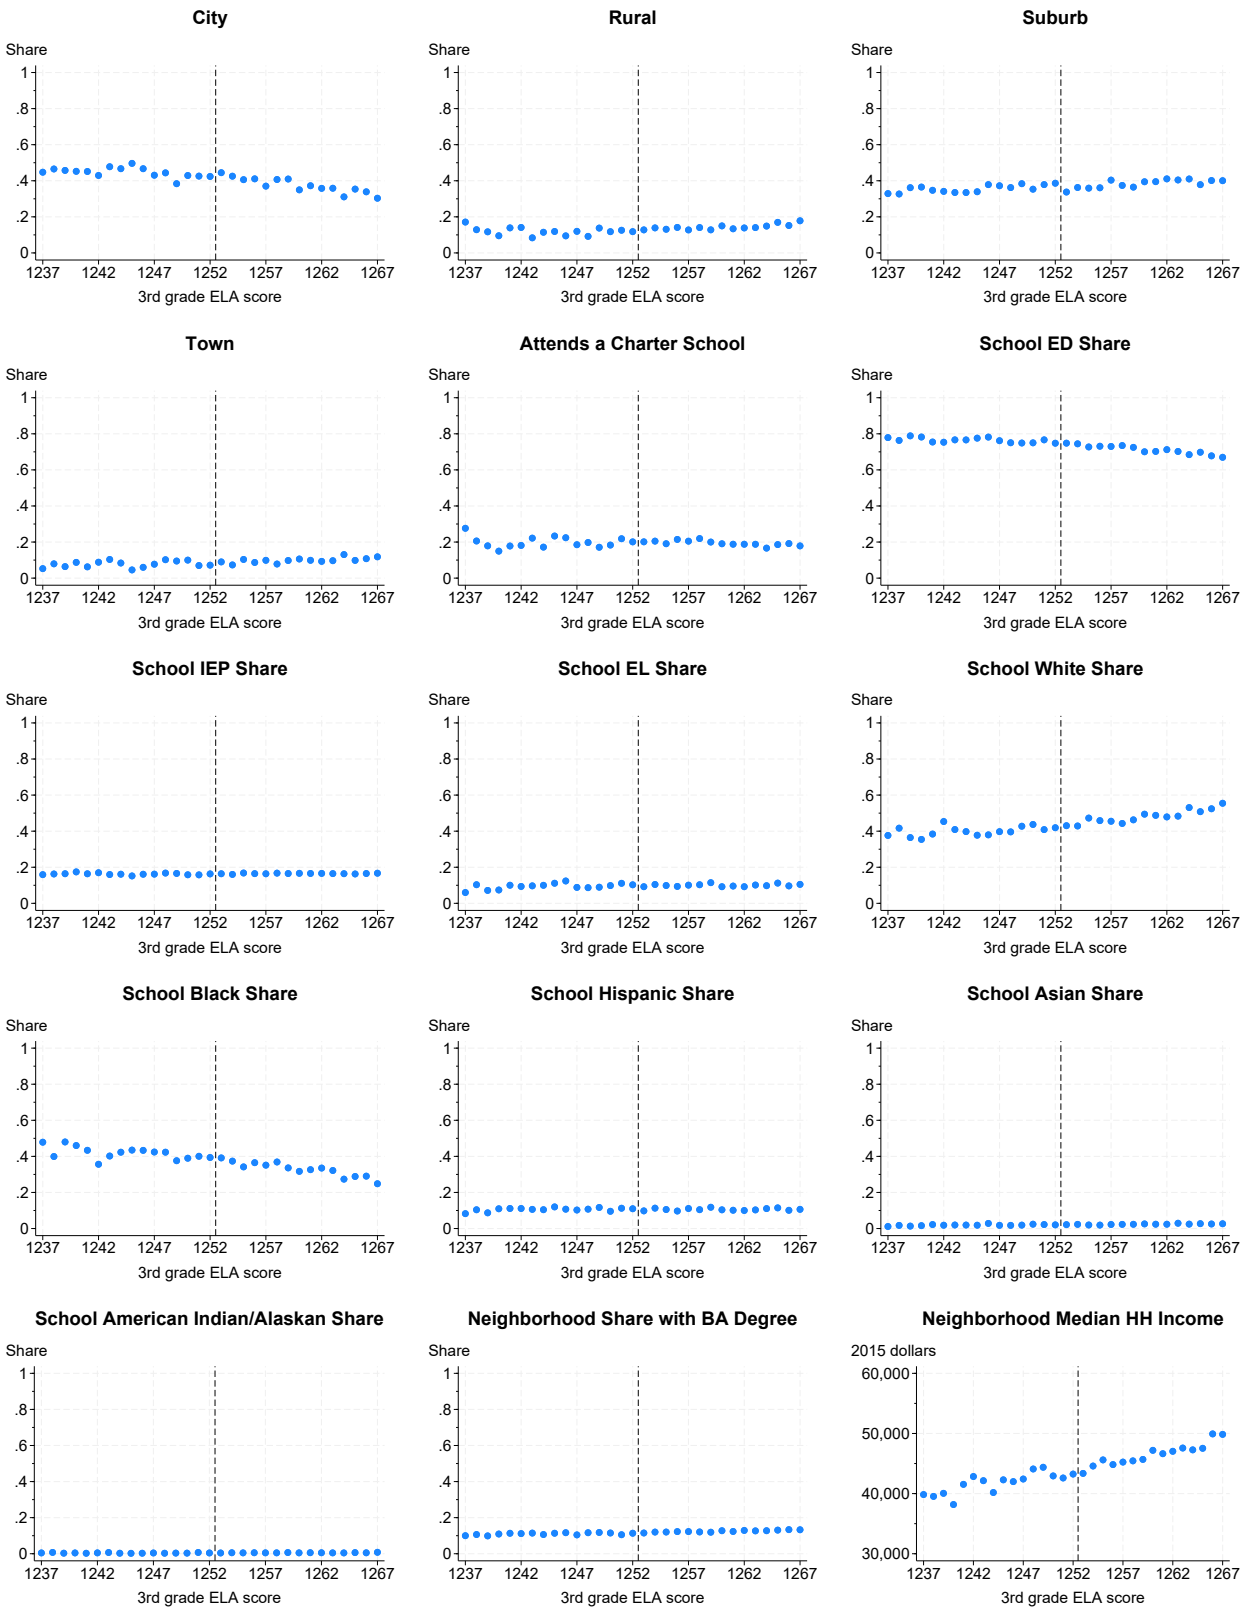 City
Share
1
.8
.6
.4
.2
0
1237 1242 1247 1252 1257 1262 1267
3rd grade ELA score
Rural
Share
1
.8
.6
.4
.2
0
1237 1242 1247 1252 1257 1262 1267
3rd grade ELA score
Suburb
Share
1
.8
.6
.4
.2
0
1237 1242 1247 1252 1257 1262 1267
3rd grade ELA score
Town
Share
1
.8
.6
.4
.2
0
1237 1242 1247 1252 1257 1262 1267
3rd grade ELA score
Attends a Charter School
Share
1
.8
.6
.4
.2
0
1237 1242 1247 1252 1257 1262 1267
3rd grade ELA score
School ED Share
Share
1
.8
.6
.4
.2
0
1237 1242 1247 1252 1257 1262 1267
3rd grade ELA score
School IEP Share
Share
1
.8
.6
.4
.2
0
1237 1242 1247 1252 1257 1262 1267
3rd grade ELA score
School EL Share
Share
1
.8
.6
.4
.2
0
1237 1242 1247 1252 1257 1262 1267
3rd grade ELA score
School White Share
Share
1
.8
.6
.4
.2
0
1237 1242 1247 1252 1257 1262 1267
3rd grade ELA score
School Black Share
Share
1
.8
.6
.4
.2
0
1237 1242 1247 1252 1257 1262 1267
3rd grade ELA score
School Hispanic Share
Share
1
.8
.6
.4
.2
0
1237 1242 1247 1252 1257 1262 1267
3rd grade ELA score
School Asian Share
Share
1
.8
.6
.4
.2
0
1237 1242 1247 1252 1257 1262 1267
3rd grade ELA score
School American Indian/Alaskan Share
Share
1
.8
.6
.4
.2
0
1237 1242 1247 1252 1257 1262 1267
3rd grade ELA score
Neighborhood Share with BA Degree
Share
1
.8
.6
.4
.2
0
1237 1242 1247 1252 1257 1262 1267
3rd grade ELA score
Neighborhood Median HH Income
2015 dollars
60,000
50,000
40,000
30,000
1237 1242 1247 1252 1257 1262 1267
3rd grade ELA score